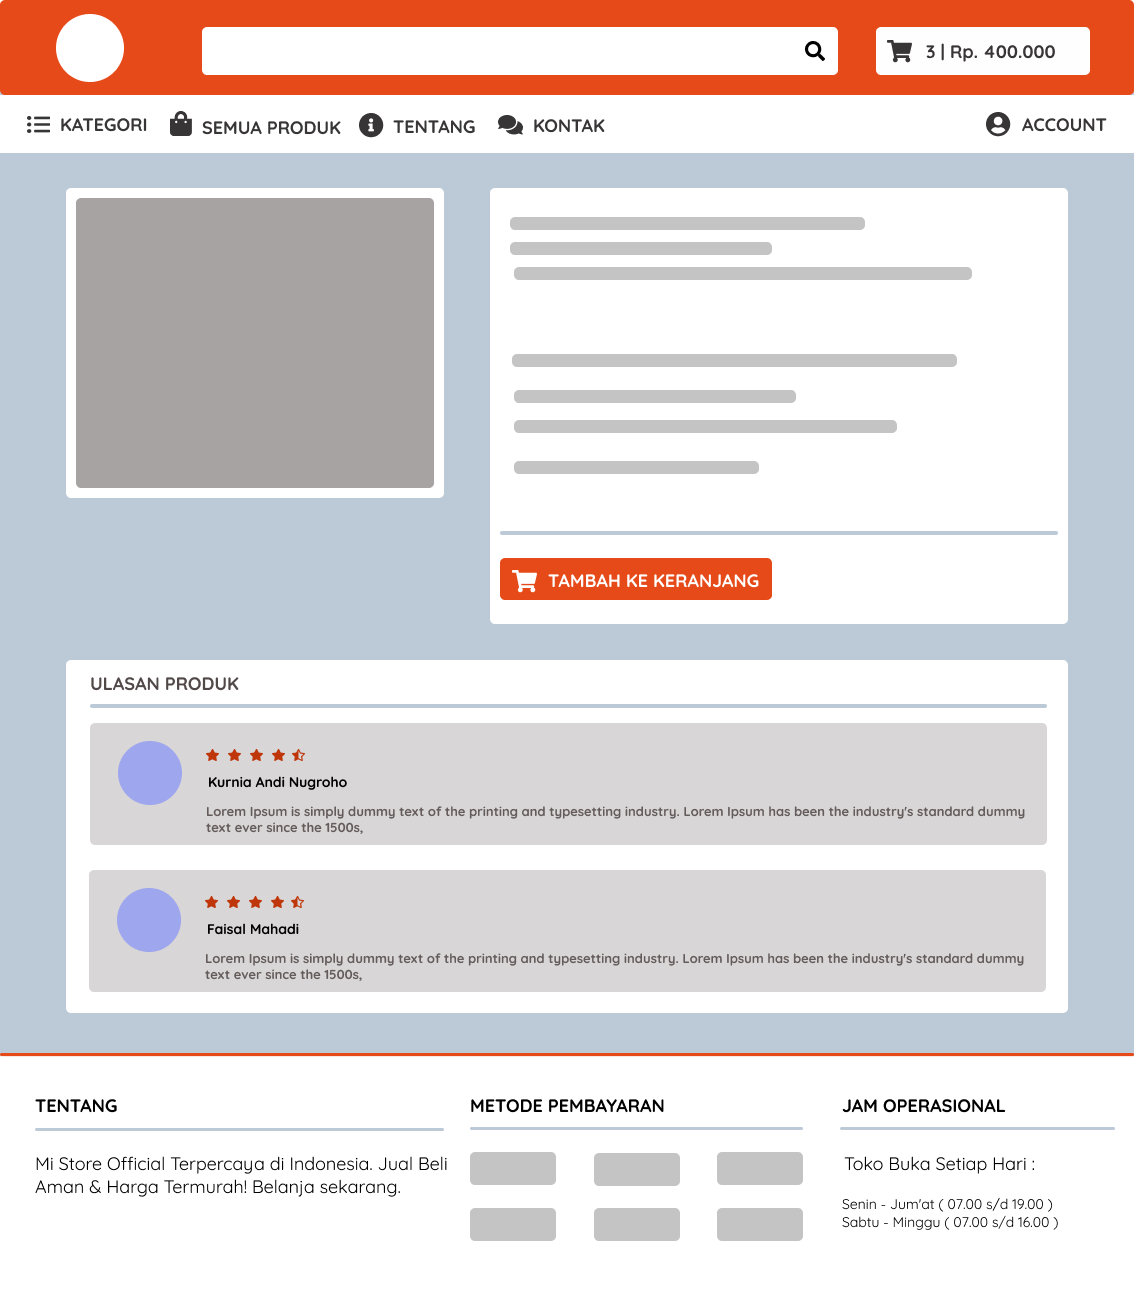 3 | Rp. 400.000
KATEGORI
SEMUA PRODUK
TENTANG
KONTAK
ACCOUNT
TAMBAH KE KERANJANG
ULASAN PRODUK
Kurnia Andi Nugroho
Lorem Ipsum is simply dummy text of the printing and typesetting industry. Lorem Ipsum has been the industry's standard dummy
text ever since the 1500s,
Faisal Mahadi
Lorem Ipsum is simply dummy text of the printing and typesetting industry. Lorem Ipsum has been the industry's standard dummy
text ever since the 1500s,
TENTANG
Mi Store Official Terpercaya di Indonesia. Jual Beli
Aman & Harga Termurah! Belanja sekarang.
METODE PEMBAYARAN
JAM OPERASIONAL
Toko Buka Setiap Hari :
Senin - Jum'at ( 07.00 s/d 19.00 )
Sabtu - Minggu ( 07.00 s/d 16.00 )